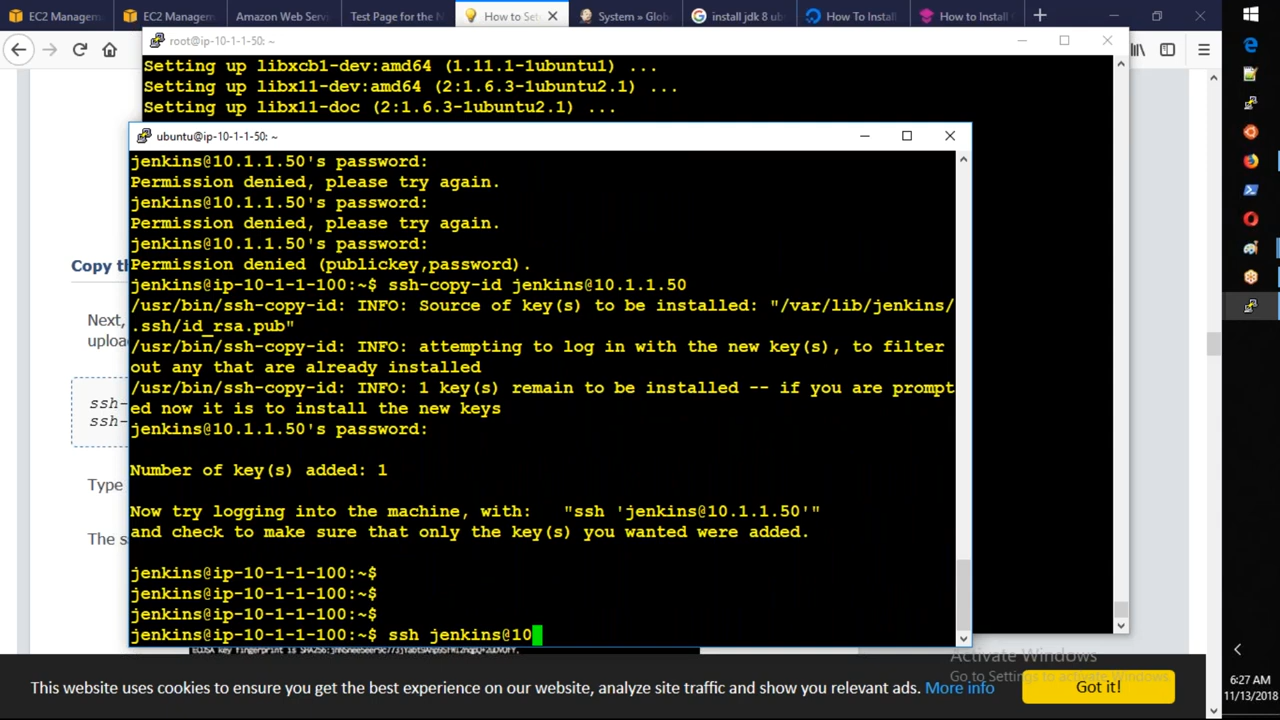 EC2 Managem
EC2 Managem
Amazon Web Servi
Test Page for the N
How to Set
System » Glob
install jdk 8 ub
How To Install
How to Install
root@ip-10-1-1-50: ~
Setting up libxcb1-dev:amd64 (1.11.1-1ubuntu1) ...
Setting up libx11-dev:amd64 (2:1.6.3-1ubuntu2.1) ...
Setting up libx11-doc (2:1.6.3-1ubuntu2.1) ...
ubuntu@ip-10-1-1-50: ~
jenkins@10.1.1.50's password:
Permission denied, please try again.
jenkins@10.1.1.50's password:
Permission denied, please try again.
jenkins@10.1.1.50's password:
Permission denied (publickey,password).
jenkins@ip-10-1-1-100:~$ ssh-copy-id jenkins@10.1.1.50
/usr/bin/ssh-copy-id: INFO: Source of key(s) to be installed: "/var/lib/jenkins/
.ssh/id_rsa.pub"
/usr/bin/ssh-copy-id: INFO: attempting to log in with the new key(s), to filter
out any that are already installed
/usr/bin/ssh-copy-id: INFO: 1 key(s) remain to be installed -- if you are prompt
ed now it is to install the new keys
jenkins@10.1.1.50's password:
Number of key(s) added: 1
Now try logging into the machine, with:   "ssh 'jenkins@10.1.1.50'"
and check to make sure that only the key(s) you wanted were added.
jenkins@ip-10-1-1-100:~$
jenkins@ip-10-1-1-100:~$
jenkins@ip-10-1-1-100:~$
jenkins@ip-10-1-1-100:~$ ssh jenkins@10
Copy th
Next,
uploa
ssh-
ssh-
Type
The s
Activate Windows
Go to Settings to activate Windows.
This website uses cookies to ensure you get the best experience on our website, analyze site traffic and show you relevant ads. More info
Got it!
6:27 AM
11/13/2018